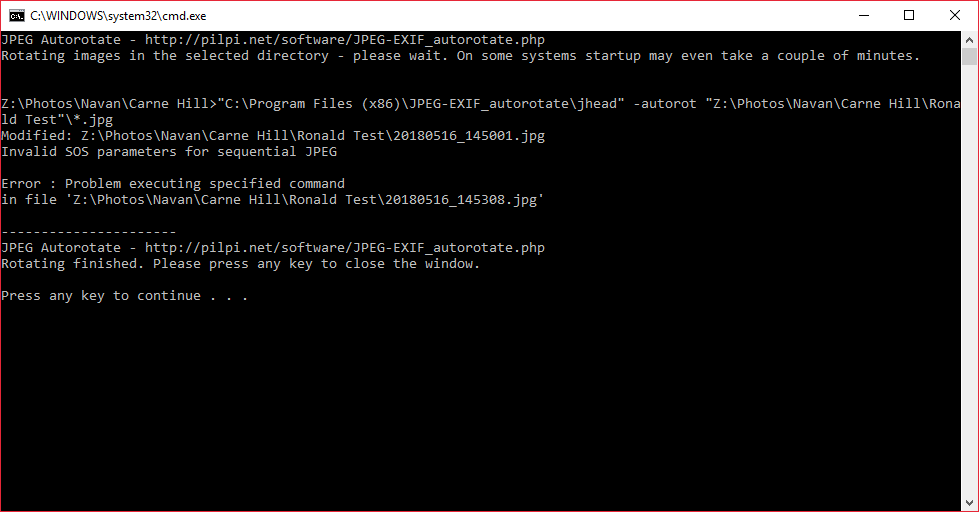 C:\WINDOWS\system32\cmd.exe
JPEG Autorotate - http://pilpi.net/software/JPEG-EXIF_autorotate.php
Rotating images in the selected directory - please wait. On some systems startup may even take a couple of minutes.
Z:\Photos\Navan\Carne Hill>"C:\Program Files (x86)\JPEG-EXIF_autorotate\jhead" -autorot "Z:\Photos\Navan\Carne Hill\Rona
ld Test"\*.jpg
Modified: Z:\Photos\Navan\Carne Hill\Ronald Test\20180516_145001.jpg
Invalid SOS parameters for sequential JPEG
Error : Problem executing specified command
in file 'Z:\Photos\Navan\Carne Hill\Ronald Test\20180516_145308.jpg'
----------------------
JPEG Autorotate - http://pilpi.net/software/JPEG-EXIF_autorotate.php
Rotating finished. Please press any key to close the window.
Press any key to continue . . .